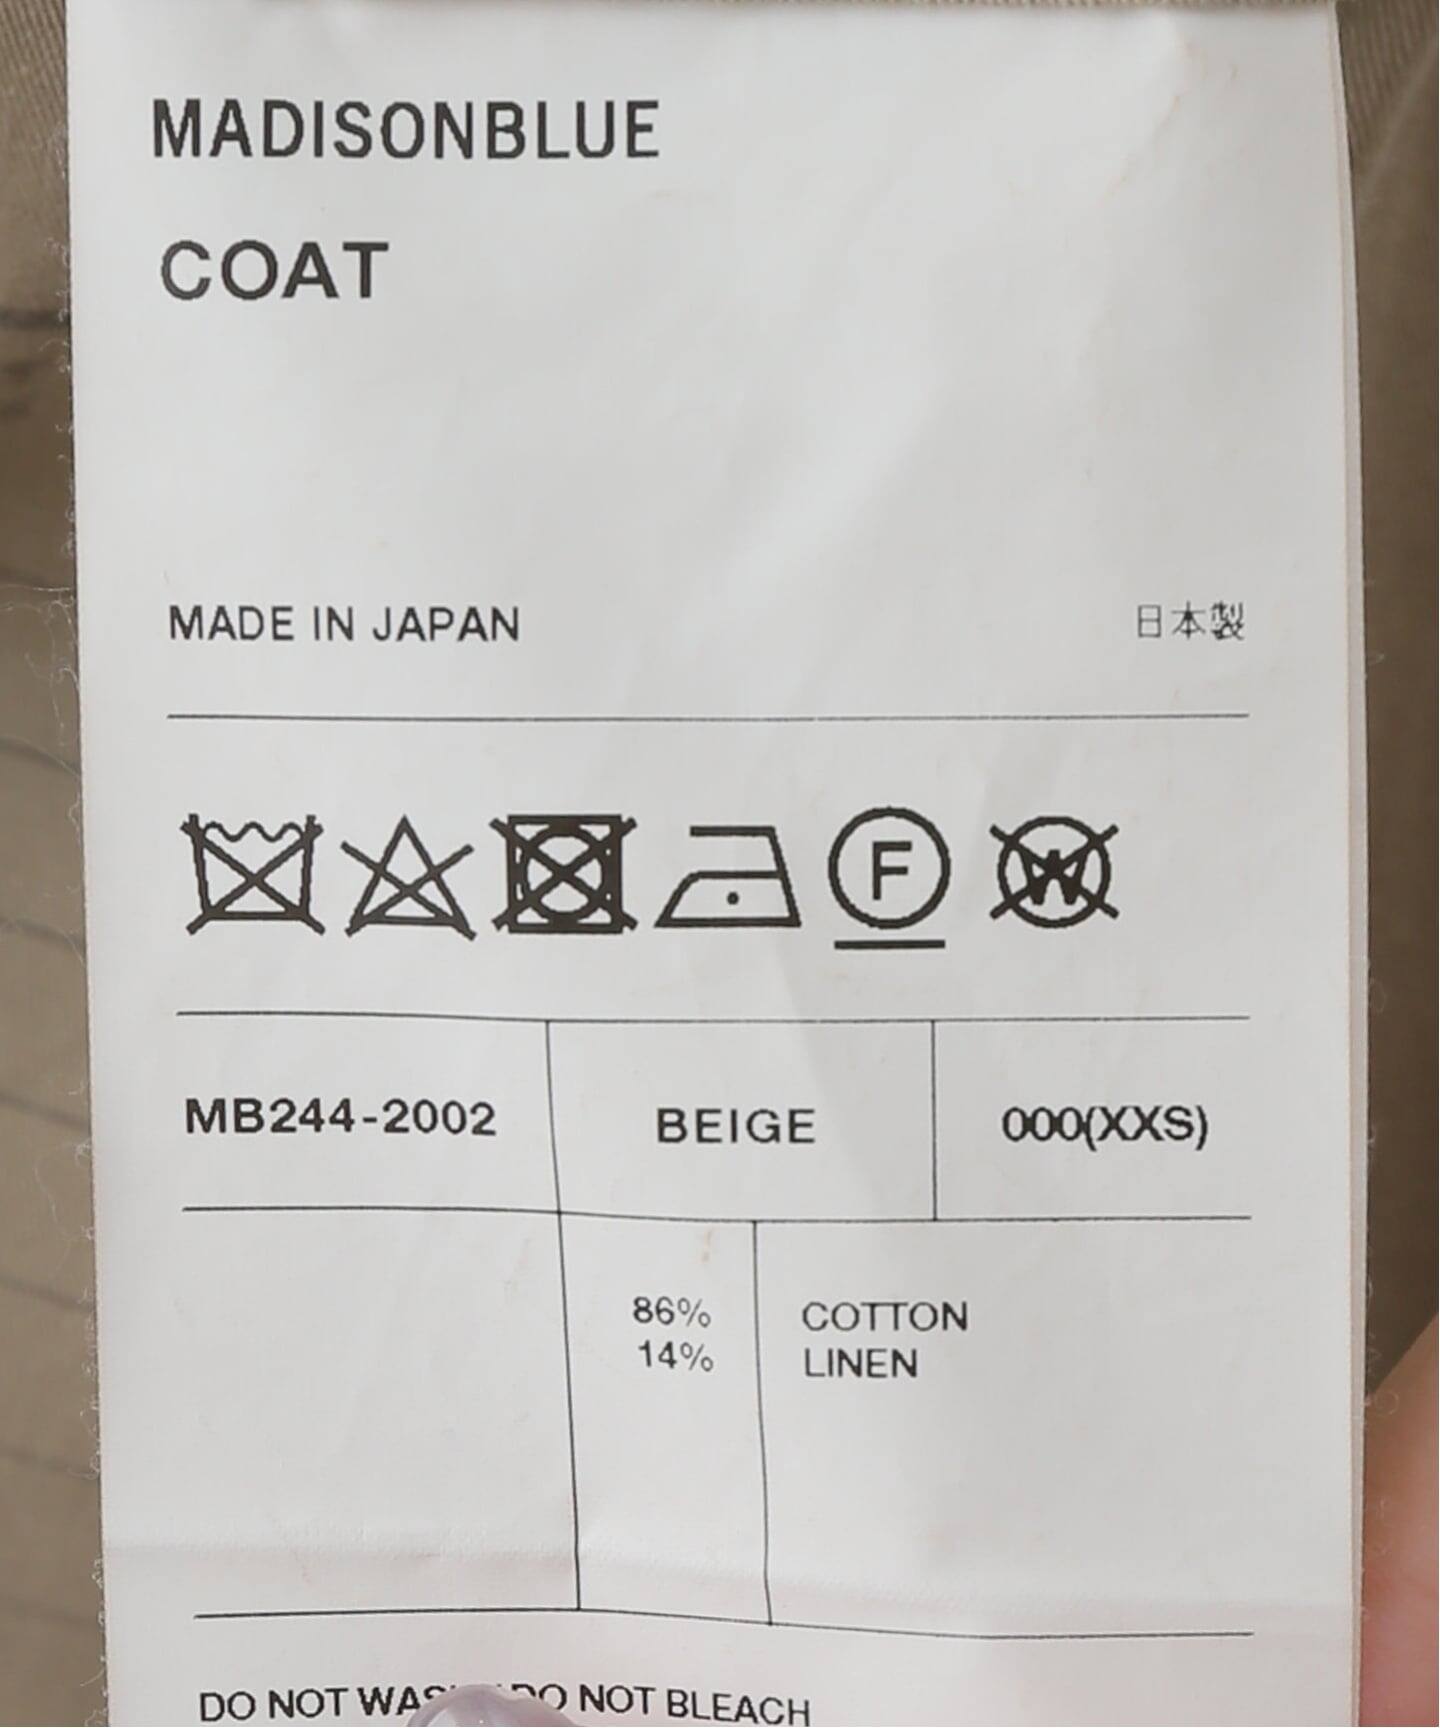 MADISONBLUE
COAT
MADE IN JAPAN 日本製
F W
MB244-2002 BEIGE 000(XXS)
86% COTTON
14% LINEN
DO NOT DO NOT BLEACH